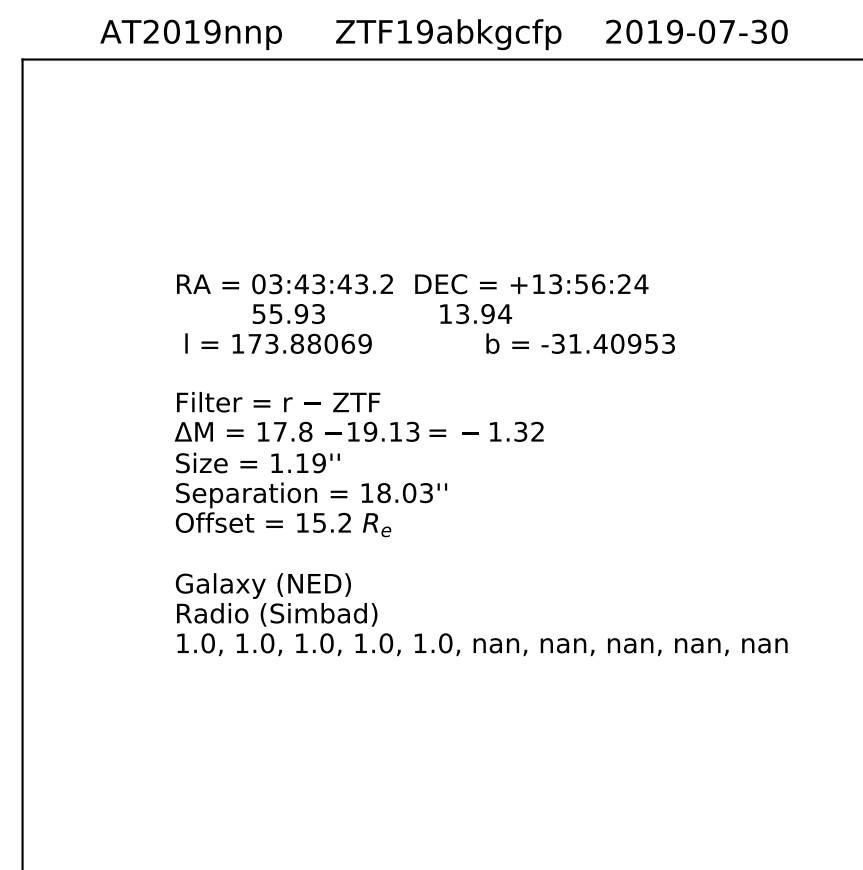 AT2019nnp ZTF19abkgcfp 2019-07-30
RA = 03:43:43.2 DEC = +13:56:24
55.93 13.94
l = 173.88069 b = -31.40953
Filter = r − ZTF
ΔM = 17.8 −19.13 = − 1.32
Size = 1.19''
Separation = 18.03''
Offset = 15.2 Re
Galaxy (NED)
Radio (Simbad)
1.0, 1.0, 1.0, 1.0, 1.0, nan, nan, nan, nan, nan